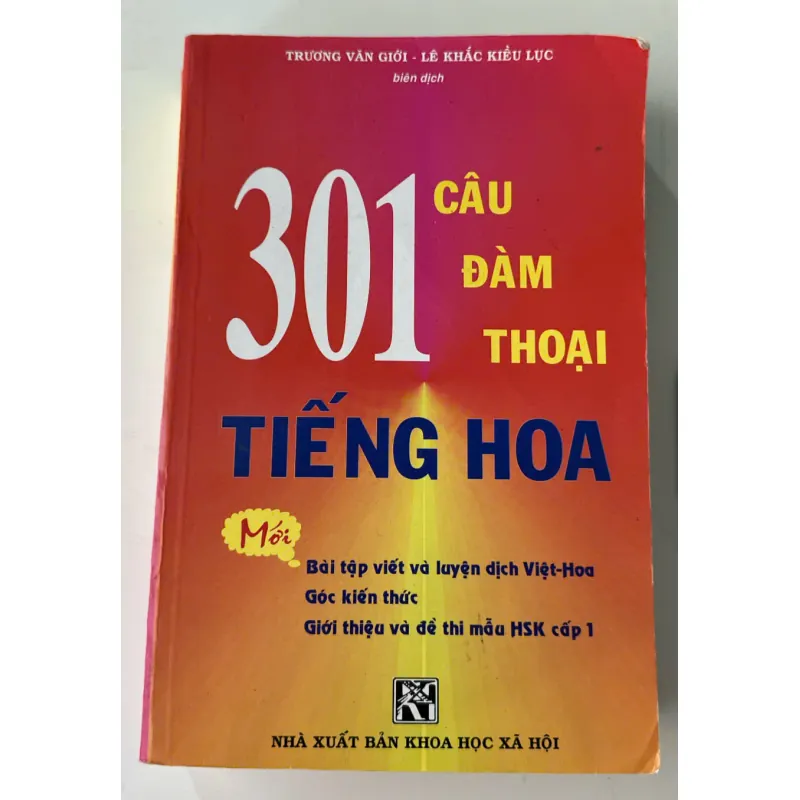 TRƯƠNG VĂN GIỚI - LÊ KHẮC KIỀU LỤC
biên dịch
301 CÂU
ĐÀM
THOẠI
TIẾNG HOA
Mới
Bài tập viết và luyện dịch Việt-Hoa
Góc kiến thức
Giới thiệu và đề thi mẫu HSK cấp 1
NHÀ XUẤT BẢN KHOA HỌC XÃ HỘI